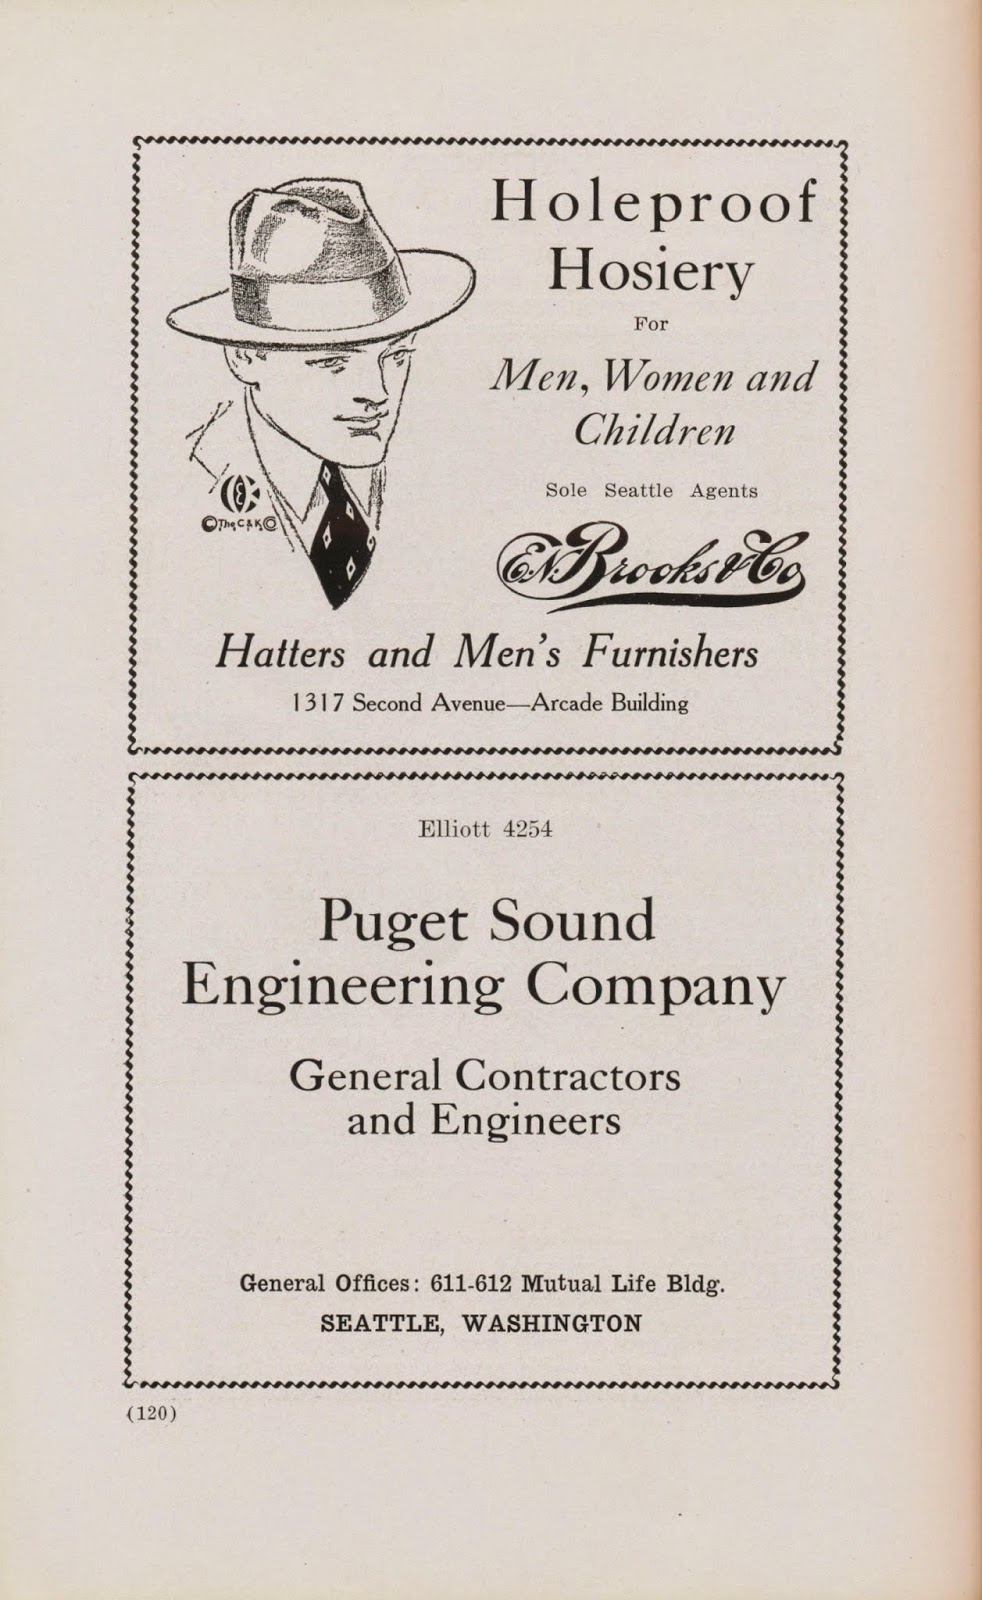 Holeproof
Hosiery
For
Men, Women and
Children
Sole Seattle Agents
E.N. Brooks & Co
C&K
© The C & K Co
Hatters and Men's Furnishers
1317 Second Avenue—Arcade Building
Elliott 4254
Puget Sound
Engineering Company
General Contractors
and Engineers
General Offices: 611-612 Mutual Life Bldg.
SEATTLE, WASHINGTON
(120)